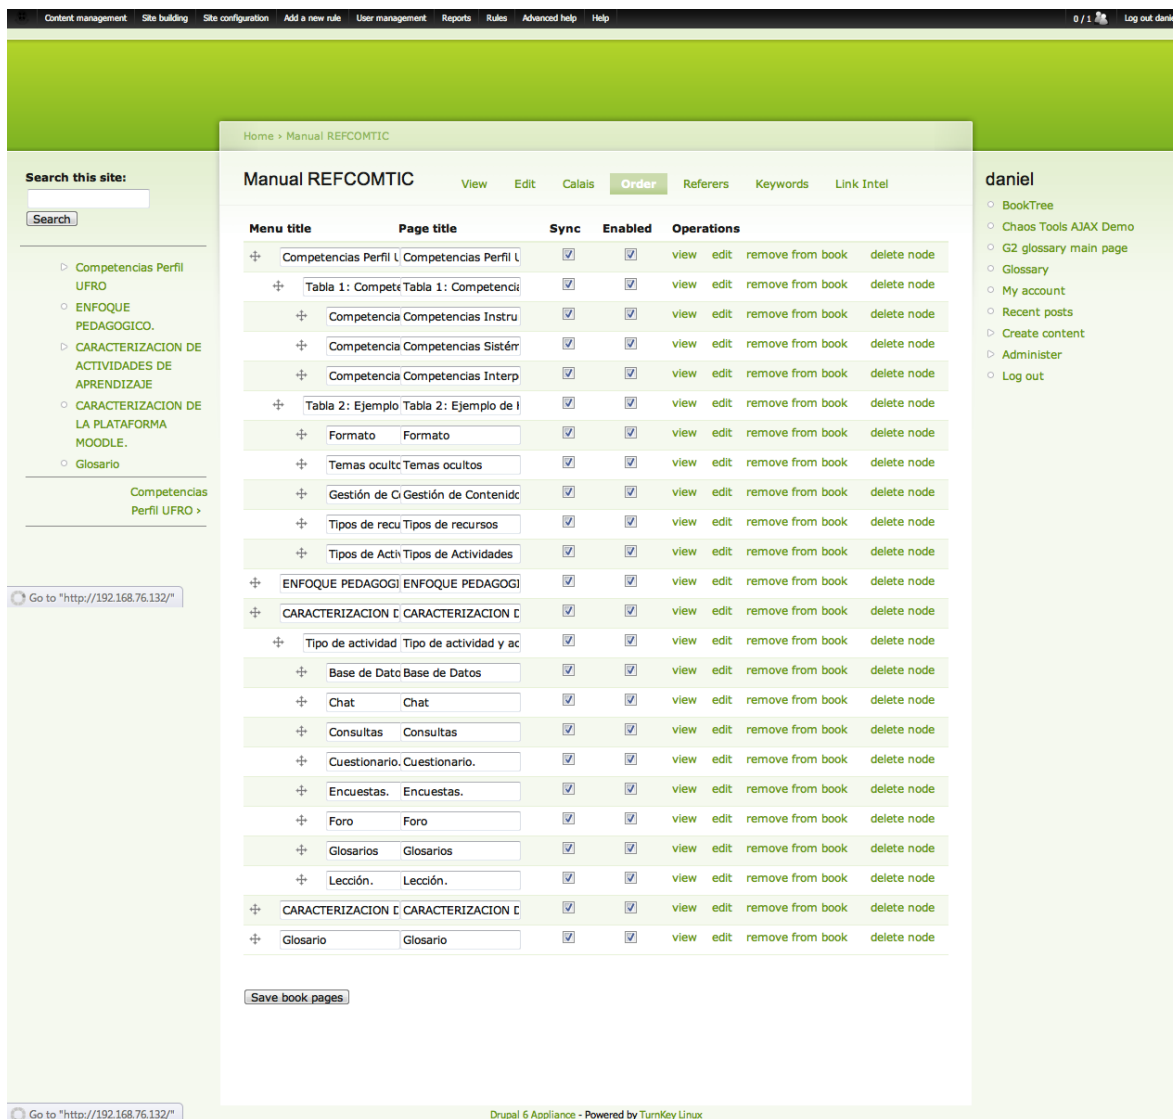 Content management Site building Site configuration Add a new rule User management Reports Rules Advanced help Help 0 / 1 Log out danie
Home › Manual REFCOMTIC
Search this site:
Search
Competencias Perfil
UFRO
ENFOQUE
PEDAGOGICO.
CARACTERIZACION DE
ACTIVIDADES DE
APRENDIZAJE
CARACTERIZACION DE
LA PLATAFORMA
MOODLE.
Glosario
Competencias
Perfil UFRO ›
Go to "http://192.168.76.132/"
Manual REFCOMTIC View Edit Calais Order Referers Keywords Link Intel
Menu title Page title Sync Enabled Operations
Competencias Perfil U Competencias Perfil U view edit remove from book delete node
Tabla 1: Compete Tabla 1: Competencia view edit remove from book delete node
Competencia Competencias Instru view edit remove from book delete node
Competencia Competencias Sistém view edit remove from book delete node
Competencia Competencias Interp view edit remove from book delete node
Tabla 2: Ejemplo Tabla 2: Ejemplo de view edit remove from book delete node
Formato Formato view edit remove from book delete node
Temas oculto Temas ocultos view edit remove from book delete node
Gestión de C Gestión de Contenido view edit remove from book delete node
Tipos de recu Tipos de recursos view edit remove from book delete node
Tipos de Activ Tipos de Actividades view edit remove from book delete node
ENFOQUE PEDAGOGI ENFOQUE PEDAGOGI view edit remove from book delete node
CARACTERIZACION D CARACTERIZACION D view edit remove from book delete node
Tipo de actividad Tipo de actividad y ac view edit remove from book delete node
Base de Dato Base de Datos view edit remove from book delete node
Chat Chat view edit remove from book delete node
Consultas Consultas view edit remove from book delete node
Cuestionario. Cuestionario. view edit remove from book delete node
Encuestas. Encuestas. view edit remove from book delete node
Foro Foro view edit remove from book delete node
Glosarios Glosarios view edit remove from book delete node
Lección. Lección. view edit remove from book delete node
CARACTERIZACION D CARACTERIZACION D view edit remove from book delete node
Glosario Glosario view edit remove from book delete node
Save book pages
daniel
BookTree
Chaos Tools AJAX Demo
G2 glossary main page
Glossary
My account
Recent posts
Create content
Administer
Log out
Go to "http://192.168.76.132/"
Drupal 6 Appliance - Powered by TurnKey Linux